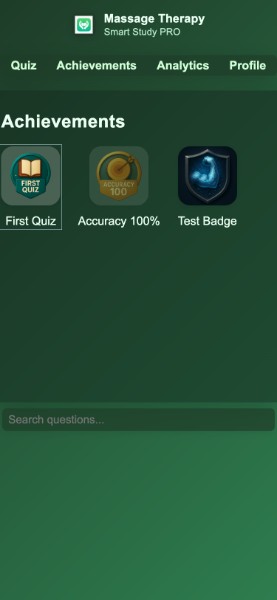 Massage Therapy
Smart Study PRO
Quiz Achievements Analytics Profile
Achievements
FIRST
QUIZ
ACCURACY
100
First Quiz Accuracy 100% Test Badge
Search questions...